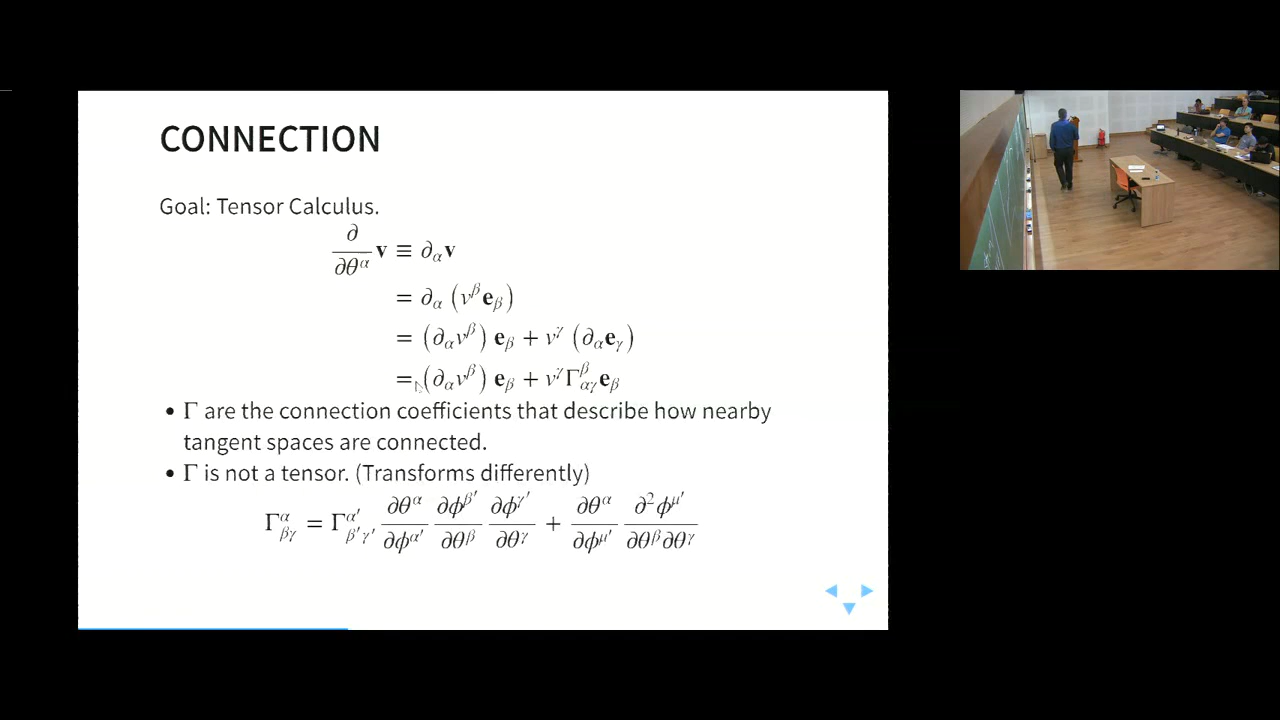 CONNECTION
Goal: Tensor Calculus.
∂/∂θ^α 𝐯 ≡ ∂_α 𝐯
= ∂_α (v^β 𝐞_β)
= (∂_α v^β) 𝐞_β + v^γ (∂_α 𝐞_γ)
= (∂_α v^β) 𝐞_β + v^γ Γ^β_{αγ} 𝐞_β
• Γ are the connection coefficients that describe how nearby
tangent spaces are connected.
• Γ is not a tensor. (Transforms differently)
Γ^α_{βγ} = Γ^{α'}_{β'γ'} ∂θ^α/∂ϕ^{α'} ∂ϕ^{β'}/∂θ^β ∂ϕ^{γ'}/∂θ^γ + ∂θ^α/∂ϕ^{μ'} ∂²ϕ^{μ'}/∂θ^β∂θ^γ